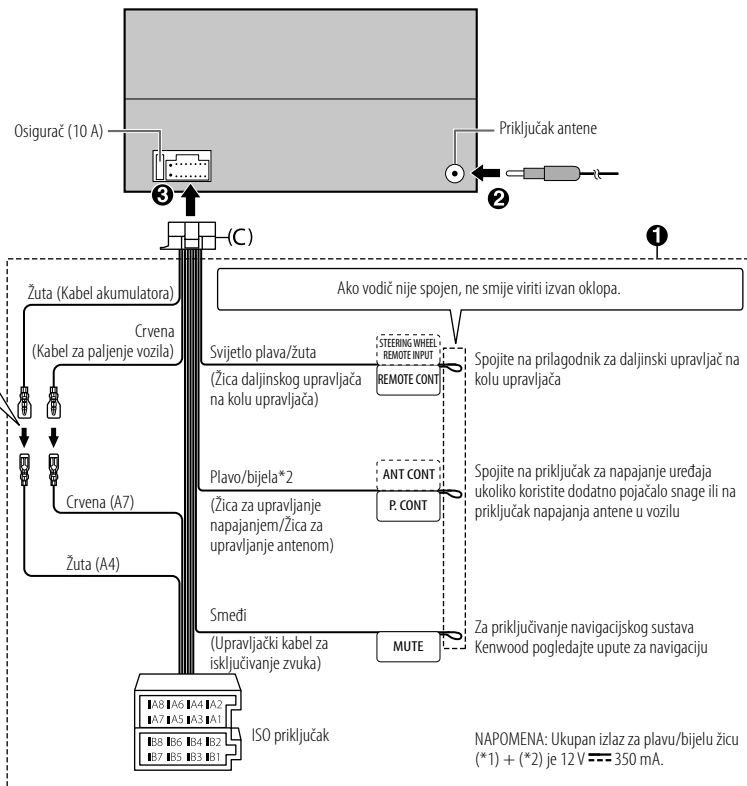 Osigurač (10 A)
Priključak antene
❸
❷
(C)
❶
Ako vodič nije spojen, ne smije viriti izvan oklopa.
Žuta (Kabel akumulatora)
Crvena
(Kabel za paljenje vozila)
Svijetlo plava/žuta
(Žica daljinskog upravljača
na kolu upravljača)
STEERING WHEEL
REMOTE INPUT
REMOTE CONT
Spojite na prilagodnik za daljinski upravljač na
kolu upravljača
Plavo/bijela*2
(Žica za upravljanje
napajanjem/Žica za
upravljanje antenom)
ANT CONT
P. CONT
Spojite na priključak za napajanje uređaja
ukoliko koristite dodatno pojačalo snage ili na
priključak napajanja antene u vozilu
Crvena (A7)
Žuta (A4)
Smeđi
(Upravljački kabel za
isključivanje zvuka)
MUTE
Za priključivanje navigacijskog sustava
Kenwood pogledajte upute za navigaciju
A8 A6 A4 A2
A7 A5 A3 A1
B8 B6 B4 B2
B7 B5 B3 B1
ISO priključak
NAPOMENA: Ukupan izlaz za plavu/bijelu žicu
(*1) + (*2) je 12 V ⎓ 350 mA.